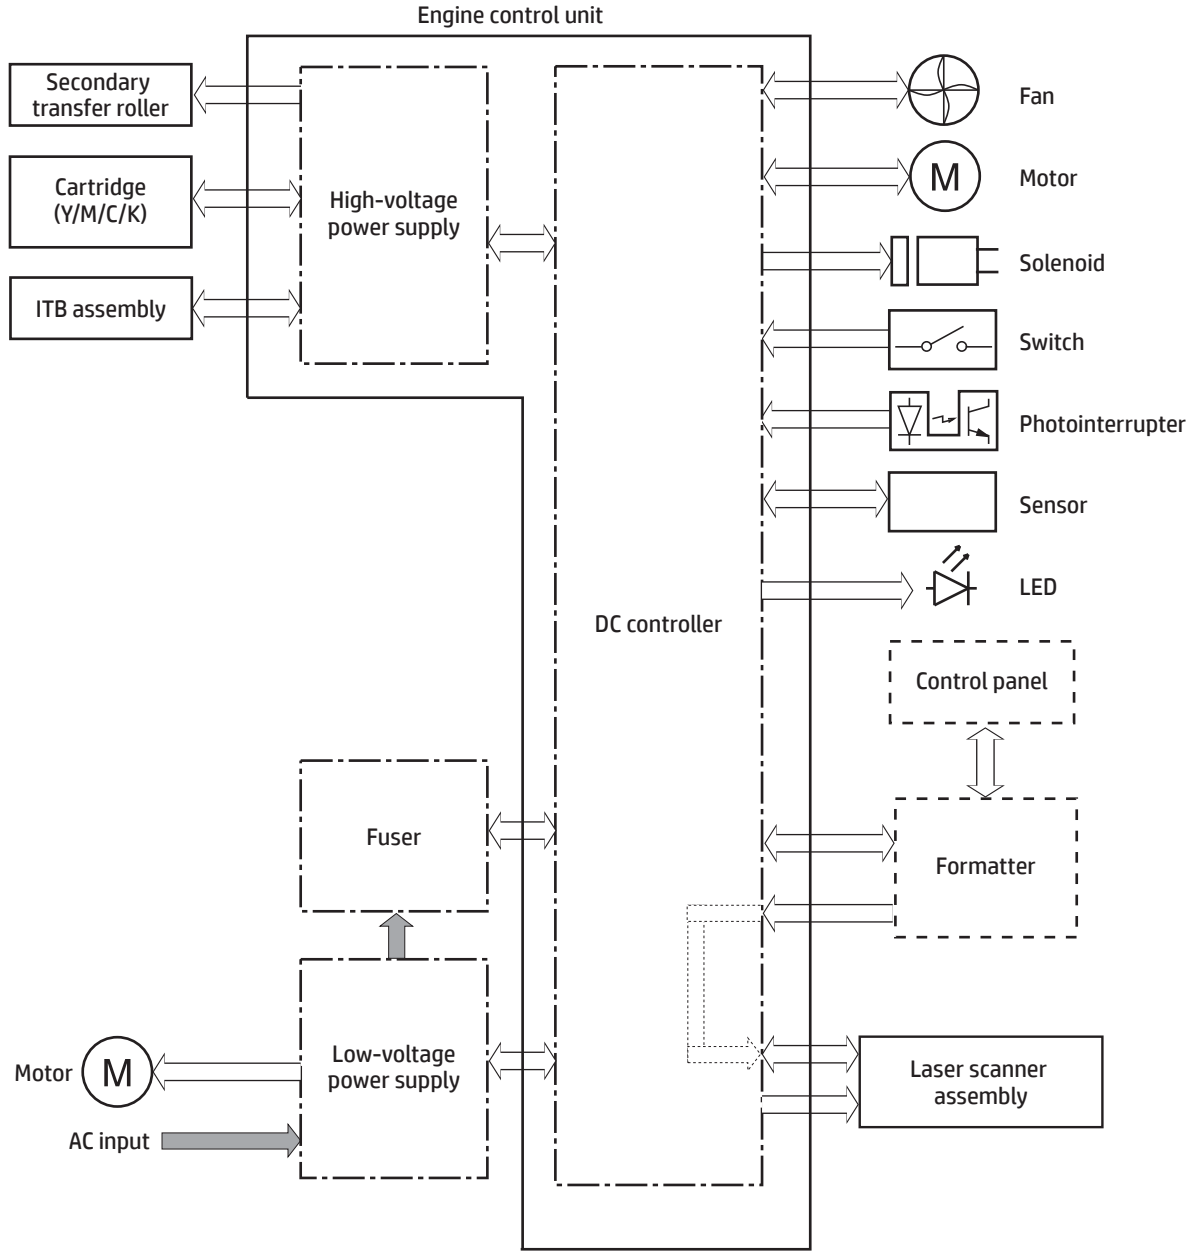 Engine control unit
Secondary
transfer roller
Cartridge
(Y/M/C/K)
ITB assembly
High-voltage
power supply
Fan
M
Motor
Solenoid
Switch
Photointerrupter
Sensor
LED
DC controller
Control panel
Fuser
Formatter
Low-voltage
power supply
Motor
M
AC input
Laser scanner
assembly